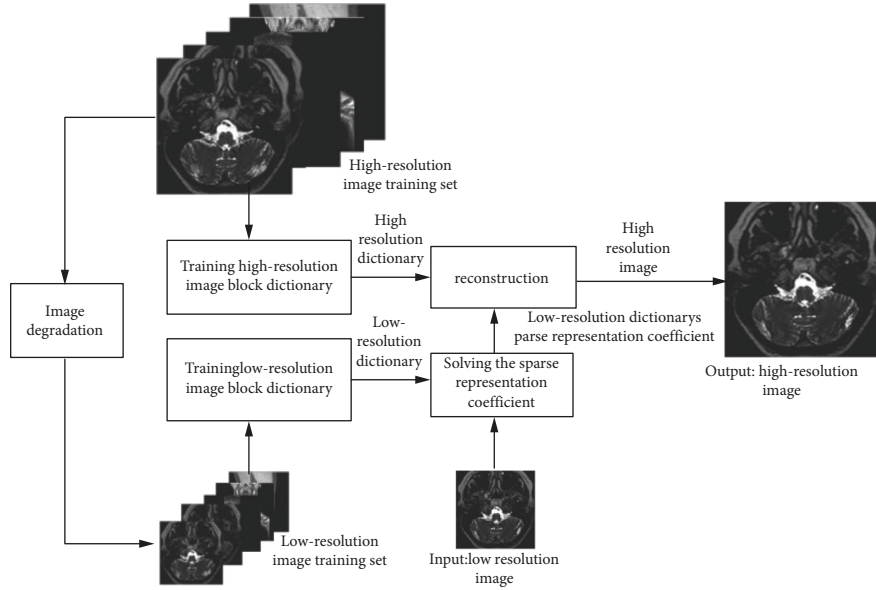 High-resolution
image training set
High
resolution
dictionary
High
resolution
image
Training high-resolution
image block dictionary
reconstruction
Image
degradation
Low-
resolution
dictionary
Low-resolution dictionarys
parse representation coefficient
Traininglow-resolution
image block dictionary
Solving the sparse
representation
coefficient
Output: high-resolution
image
Low-resolution
image training set
Input:low resolution
image